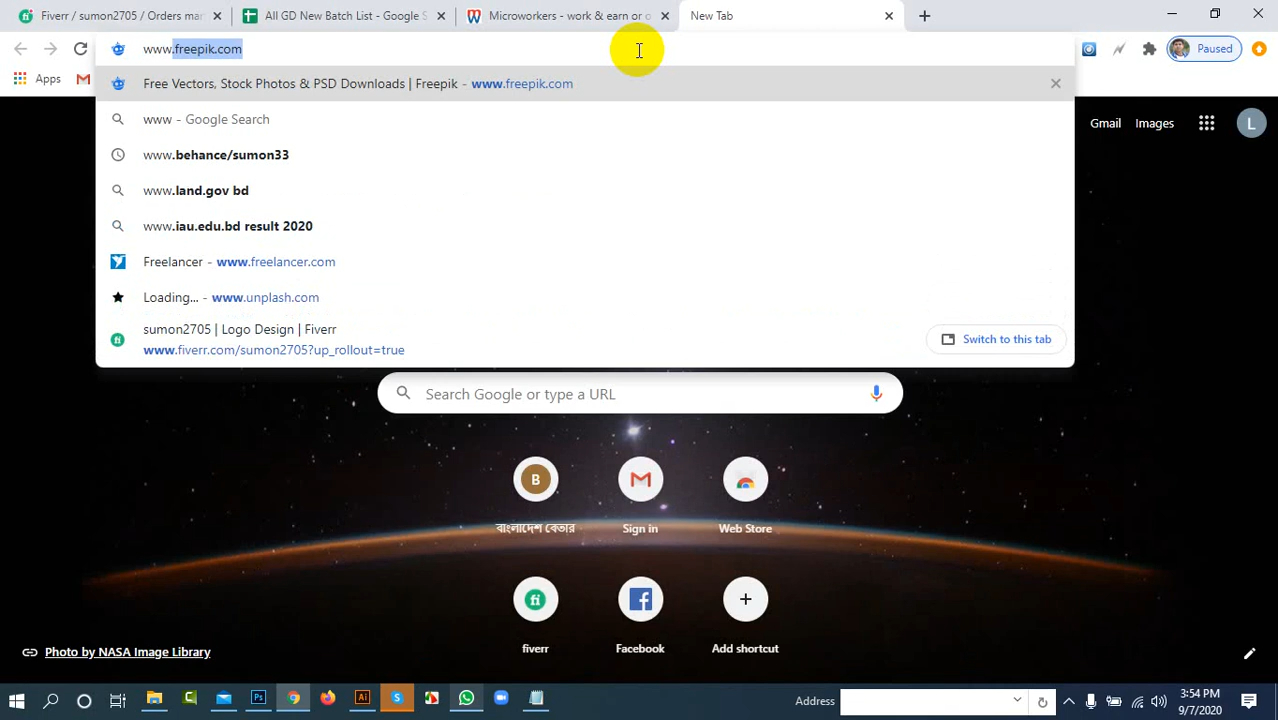 Fiverr / sumon2705 / Orders mar
All GD New Batch List - Google S
Microworkers - work & earn or o
New Tab
www.freepik.com
Paused
Apps
Free Vectors, Stock Photos & PSD Downloads | Freepik - www.freepik.com
www - Google Search
www.behance/sumon33
www.land.gov bd
www.iau.edu.bd result 2020
Freelancer - www.freelancer.com
Loading... - www.unplash.com
sumon2705 | Logo Design | Fiverr
www.fiverr.com/sumon2705?up_rollout=true
Switch to this tab
Gmail
Images
L
Search Google or type a URL
B
বাংলাদেশ বেতার
Sign in
Web Store
fi
fiverr
Facebook
Add shortcut
Photo by NASA Image Library
Address
3:54 PM
9/7/2020